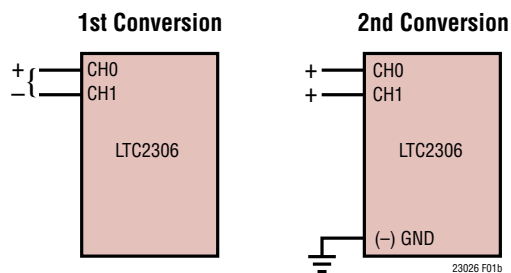 1st Conversion
+ { CH0
– CH1
LTC2306
2nd Conversion
+ CH0
+ CH1
LTC2306
(–) GND
23026 F01b